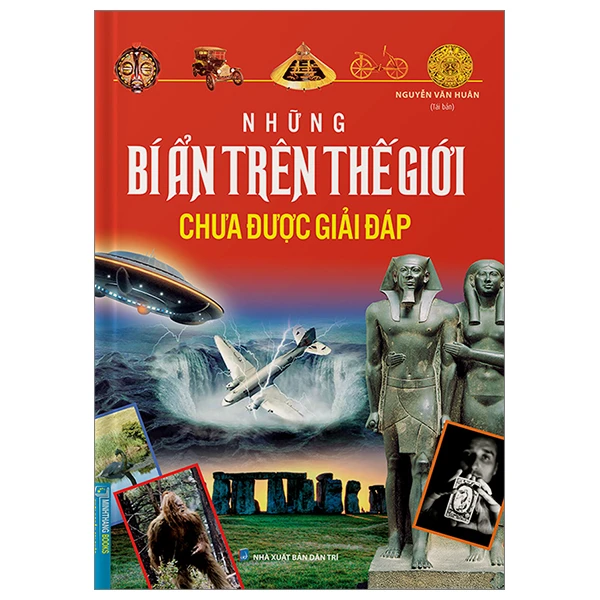 NGUYỄN VĂN HUÂN
(Tái bản)
NHỮNG
BÍ ẨN TRÊN THẾ GIỚI
CHƯA ĐƯỢC GIẢI ĐÁP
MINHTHANG BOOKS
NHÀ XUẤT BẢN DÂN TRÍ